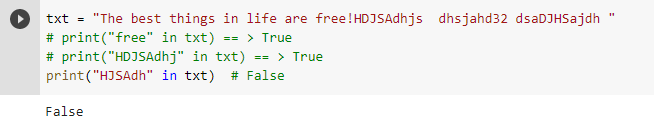 txt = "The best things in life are free!HDJSAdhjs  dhsjahd32 dsaDJHSajdh "
# print("free" in txt) == > True
# print("HDJSAdhj" in txt) == > True
print("HJSAdh" in txt)  # False
False